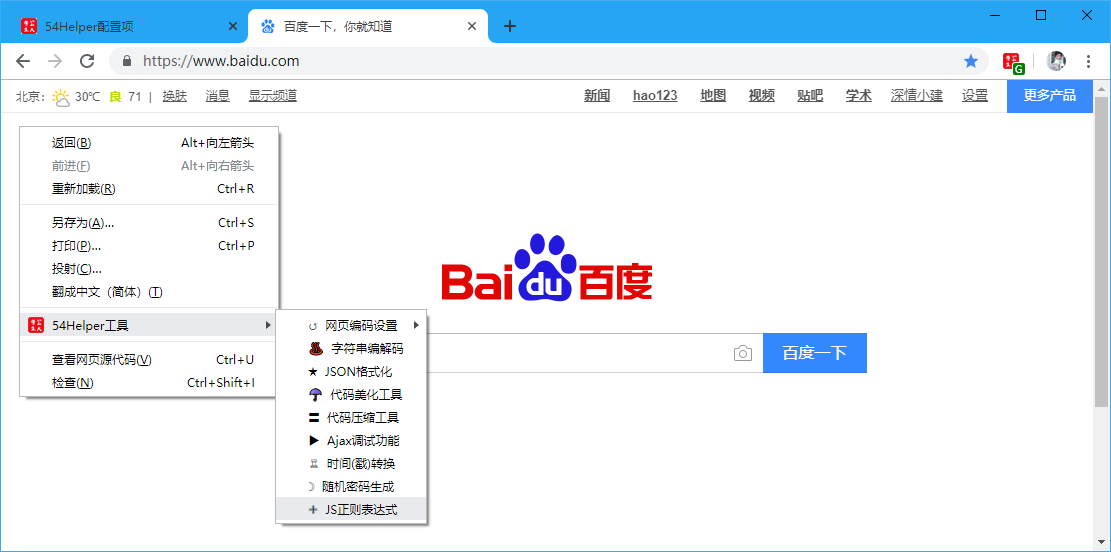 54Helper配置项
百度一下，你就知道
https://www.baidu.com
G
北京: 30℃ 良 71 | 换肤 消息 显示频道
新闻 hao123 地图 视频 贴吧 学术 深情小建 设置 更多产品
返回(B) Alt+向左箭头
前进(F) Alt+向右箭头
重新加载(R) Ctrl+R
另存为(A)... Ctrl+S
打印(P)... Ctrl+P
投射(C)...
翻成中文（简体）(T)
54Helper工具
查看网页源代码(V) Ctrl+U
检查(N) Ctrl+Shift+I
网页编码设置
字符串编解码
JSON格式化
代码美化工具
代码压缩工具
Ajax调试功能
时间(戳)转换
随机密码生成
JS正则表达式
Bai du 百度
百度一下